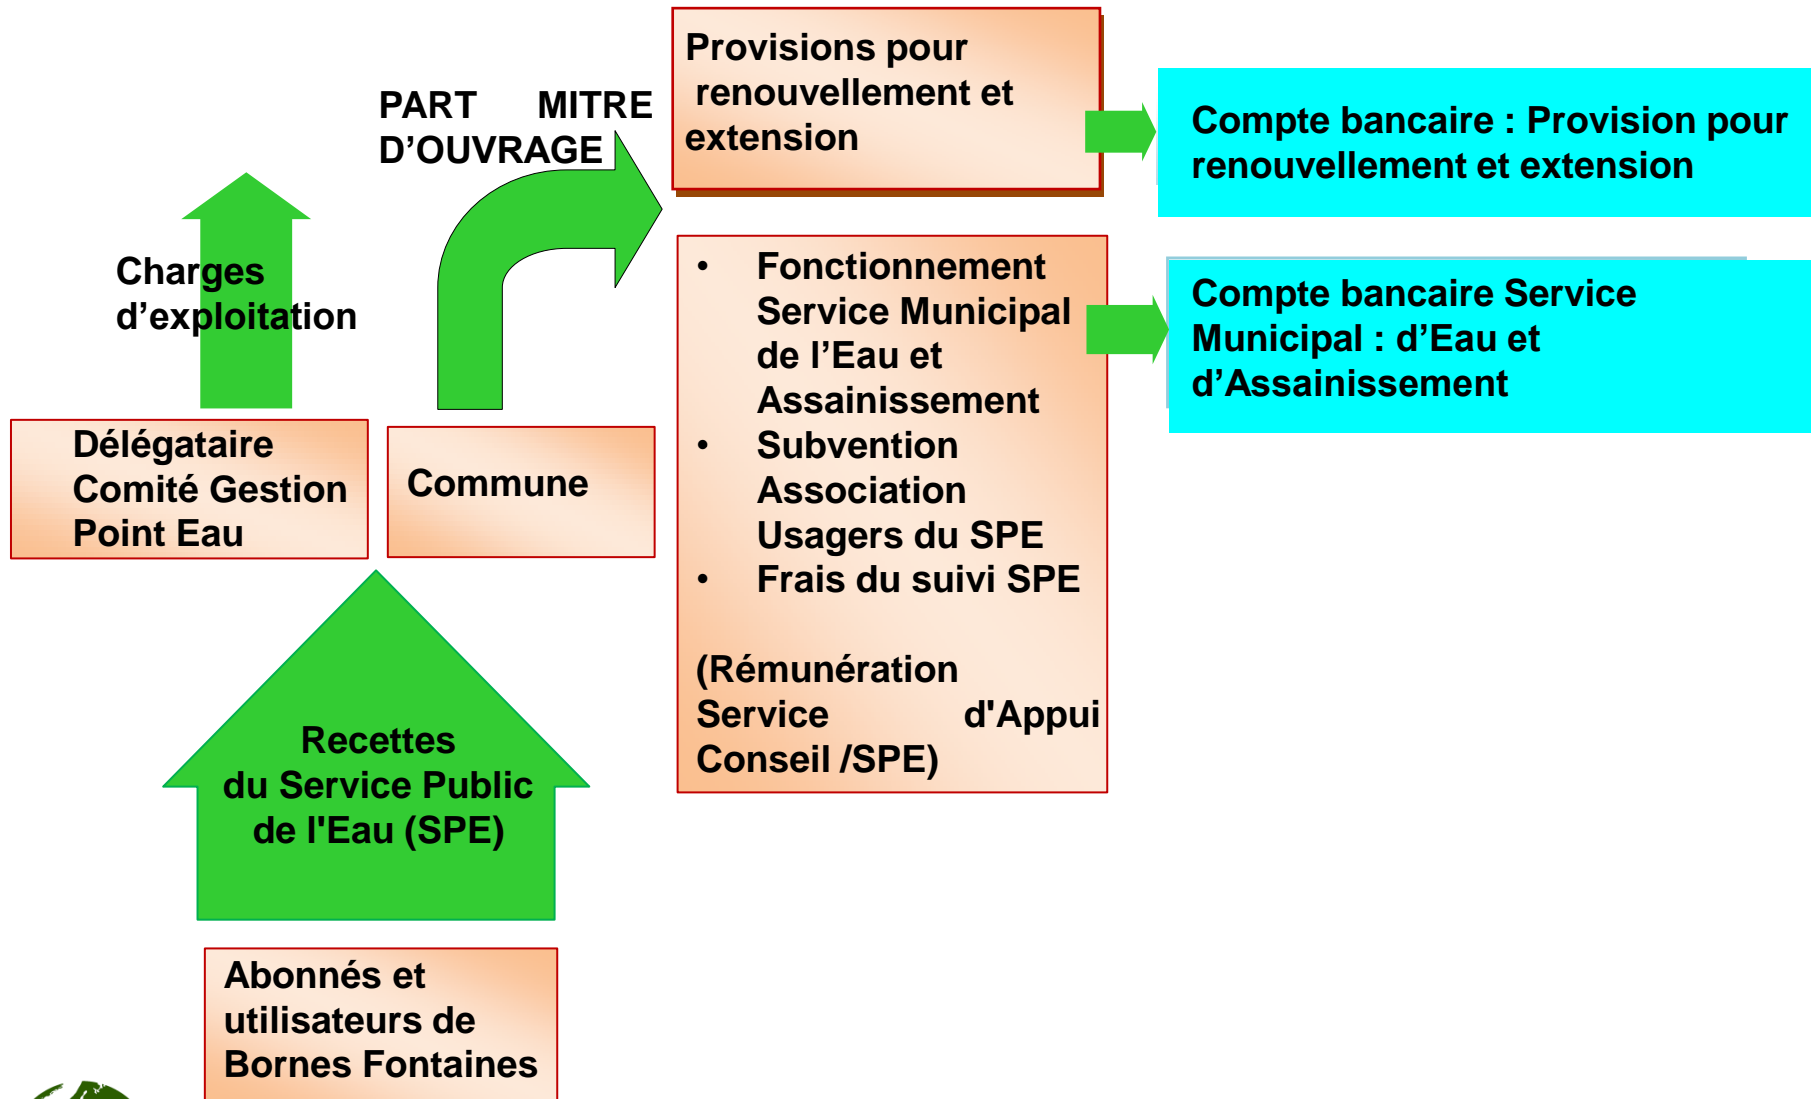 Provisions pour
renouvellement et
extension
PART MITRE
D’OUVRAGE
Compte bancaire : Provision pour
renouvellement et extension
Charges
d’exploitation
• Fonctionnement
Service Municipal
de l’Eau et
Assainissement
• Subvention
Association
Usagers du SPE
• Frais du suivi SPE
(Rémunération
Service d'Appui
Conseil /SPE)
Compte bancaire Service
Municipal : d’Eau et
d’Assainissement
Délégataire
Comité Gestion
Point Eau
Commune
Recettes
du Service Public
de l'Eau (SPE)
Abonnés et
utilisateurs de
Bornes Fontaines